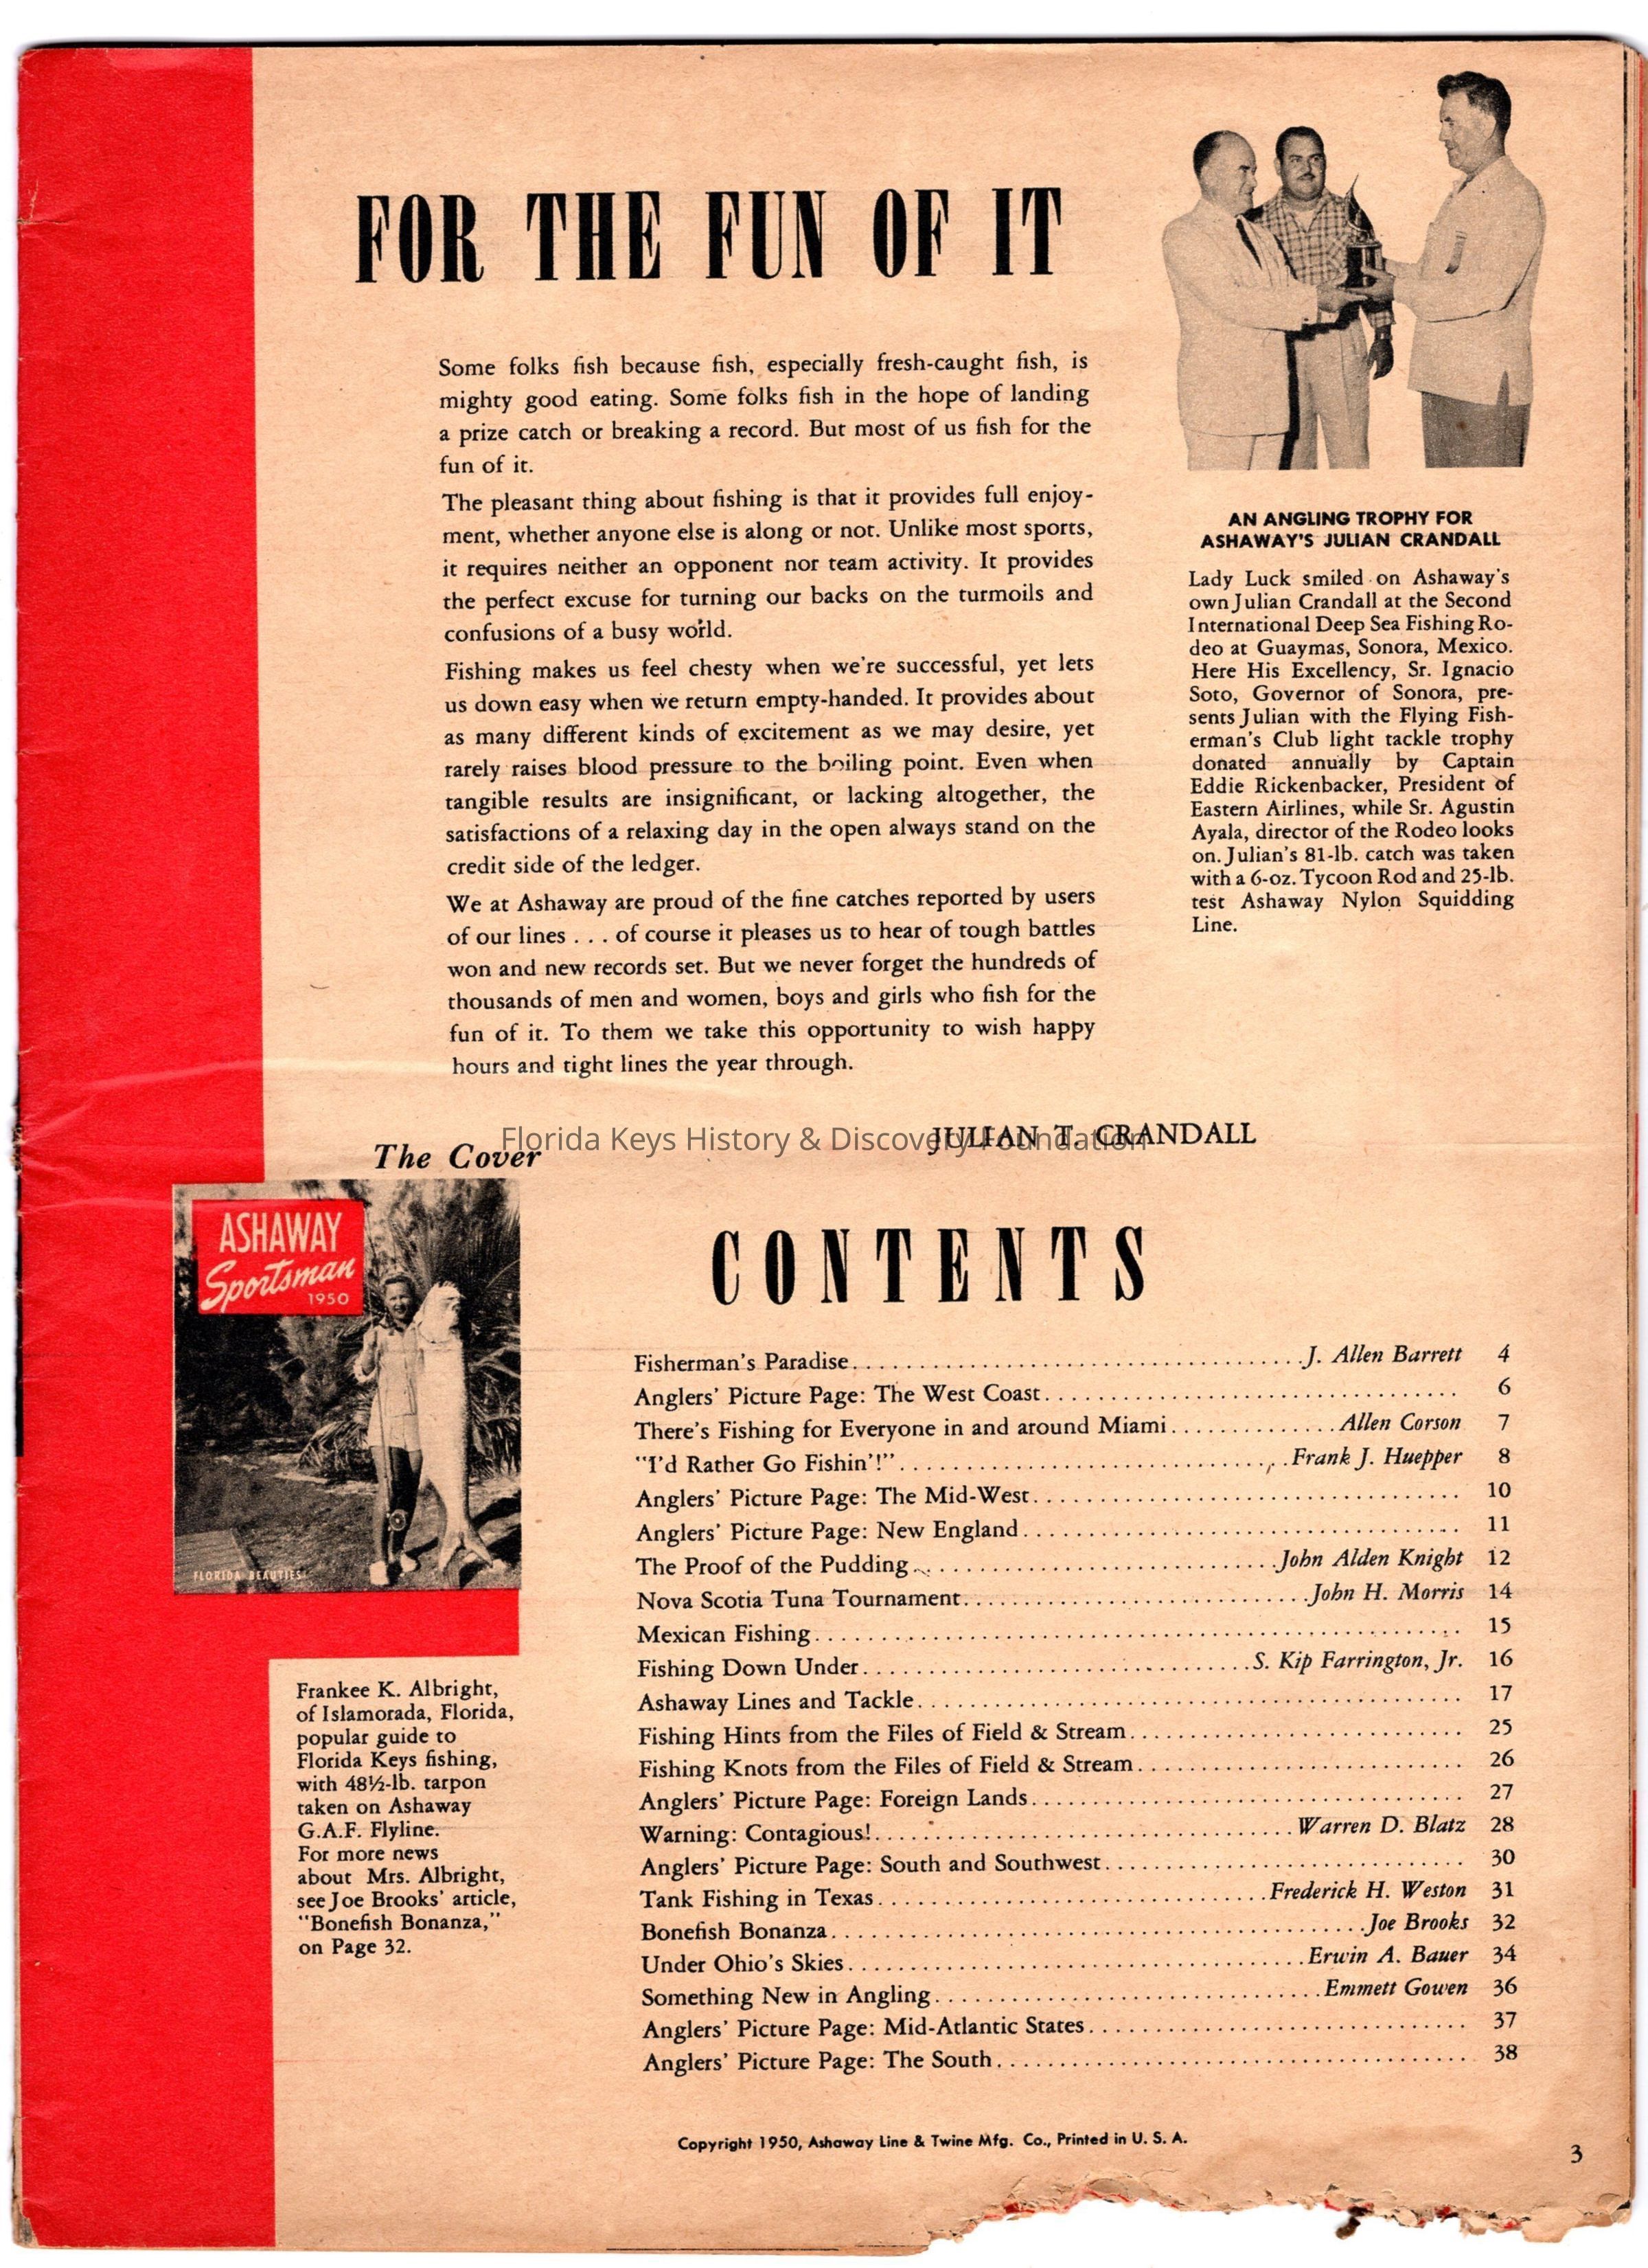 FOR THE FUN OF IT
Some folks fish because fish, especially fresh-caught fish, is
mighty good eating. Some folks fish in the hope of landing
a prize catch or breaking a record. But most of us fish for the
fun of it.
The pleasant thing about fishing is that it provides full enjoy-
ment, whether anyone else is along or not. Unlike most sports,
it requires neither an opponent nor team activity. It provides
the perfect excuse for turning our backs on the turmoils and
confusions of a busy world.
Fishing makes us feel chesty when we're successful, yet lets
us down easy when we return empty-handed. It provides about
as many different kinds of excitement as we may desire, yet
rarely raises blood pressure to the boiling point. Even when
tangible results are insignificant, or lacking altogether, the
satisfactions of a relaxing day in the open always stand on the
credit side of the ledger.
We at Ashaway are proud of the fine catches reported by users
of our lines . . . of course it pleases us to hear of tough battles
won and new records set. But we never forget the hundreds of
thousands of men and women, boys and girls who fish for the
fun of it. To them we take this opportunity to wish happy
hours and tight lines the year through.
JULIAN T. CRANDALL
AN ANGLING TROPHY FOR
ASHAWAY'S JULIAN CRANDALL
Lady Luck smiled on Ashaway's
own Julian Crandall at the Second
International Deep Sea Fishing Ro-
deo at Guaymas, Sonora, Mexico.
Here His Excellency, Sr. Ignacio
Soto, Governor of Sonora, pre-
sents Julian with the Flying Fish-
erman's Club light tackle trophy
donated annually by Captain
Eddie Rickenbacker, President of
Eastern Airlines, while Sr. Agustin
Ayala, director of the Rodeo looks
on. Julian's 81-lb. catch was taken
with a 6-oz. Tycoon Rod and 25-lb.
test Ashaway Nylon Squidding
Line.
Florida Keys History & Discovery Foundation
The Cover
ASHAWAY
Sportsman
1950
FLORIDA BEAUTIES
Frankee K. Albright,
of Islamorada, Florida,
popular guide to
Florida Keys fishing,
with 48½-lb. tarpon
taken on Ashaway
G.A.F. Flyline.
For more news
about Mrs. Albright,
see Joe Brooks' article,
"Bonefish Bonanza,"
on Page 32.
CONTENTS
Fisherman's Paradise.................................J. Allen Barrett 4
Anglers' Picture Page: The West Coast................................. 6
There's Fishing for Everyone in and around Miami..............Allen Corson 7
"I'd Rather Go Fishin'!"..............................Frank J. Huepper 8
Anglers' Picture Page: The Mid-West................................. 10
Anglers' Picture Page: New England................................. 11
The Proof of the Pudding............................John Alden Knight 12
Nova Scotia Tuna Tournament..........................John H. Morris 14
Mexican Fishing................................................. 15
Fishing Down Under..............................S. Kip Farrington, Jr. 16
Ashaway Lines and Tackle.......................................... 17
Fishing Hints from the Files of Field & Stream............................ 25
Fishing Knots from the Files of Field & Stream............................ 26
Anglers' Picture Page: Foreign Lands................................. 27
Warning: Contagious!................................Warren D. Blatz 28
Anglers' Picture Page: South and Southwest............................ 30
Tank Fishing in Texas..............................Frederick H. Weston 31
Bonefish Bonanza........................................Joe Brooks 32
Under Ohio's Skies...................................Erwin A. Bauer 34
Something New in Angling.............................Emmett Gowen 36
Anglers' Picture Page: Mid-Atlantic States............................. 37
Anglers' Picture Page: The South.................................... 38
Copyright 1950, Ashaway Line & Twine Mfg. Co., Printed in U. S. A.
3